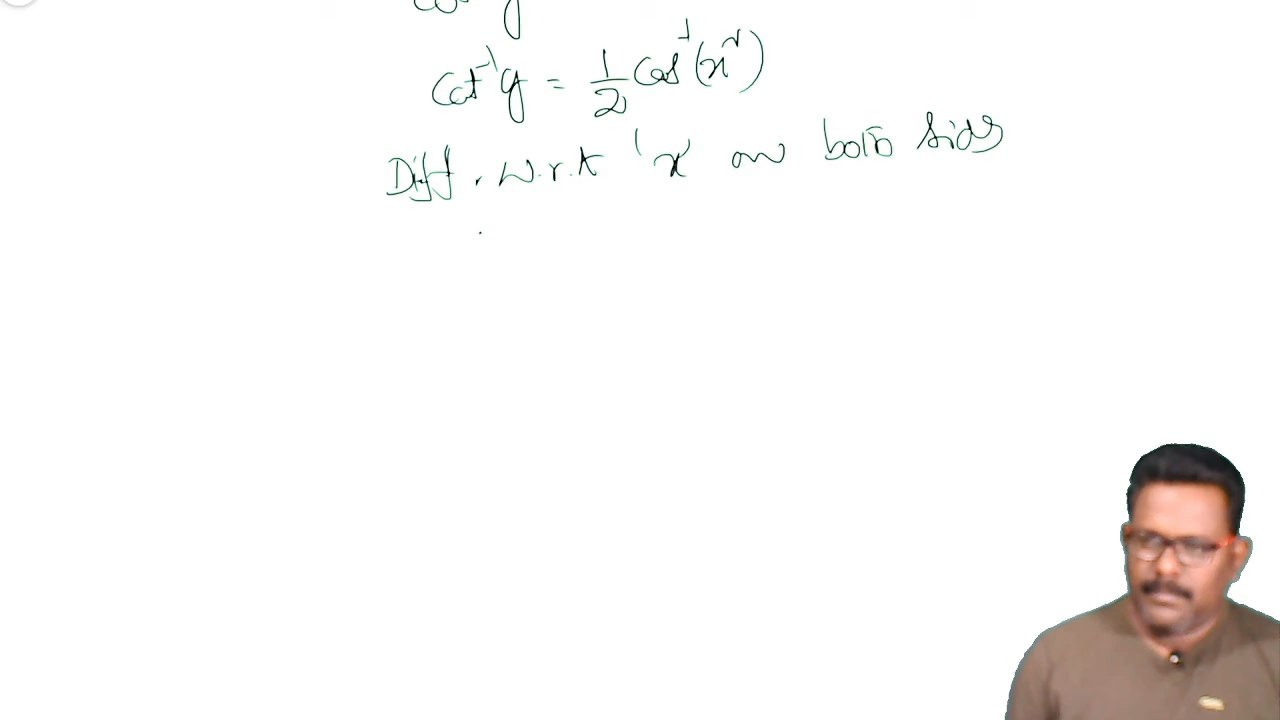 Cot⁻¹y = 1/2 Cos⁻¹(x²)
Diff. w.r.t 'x' on both sides